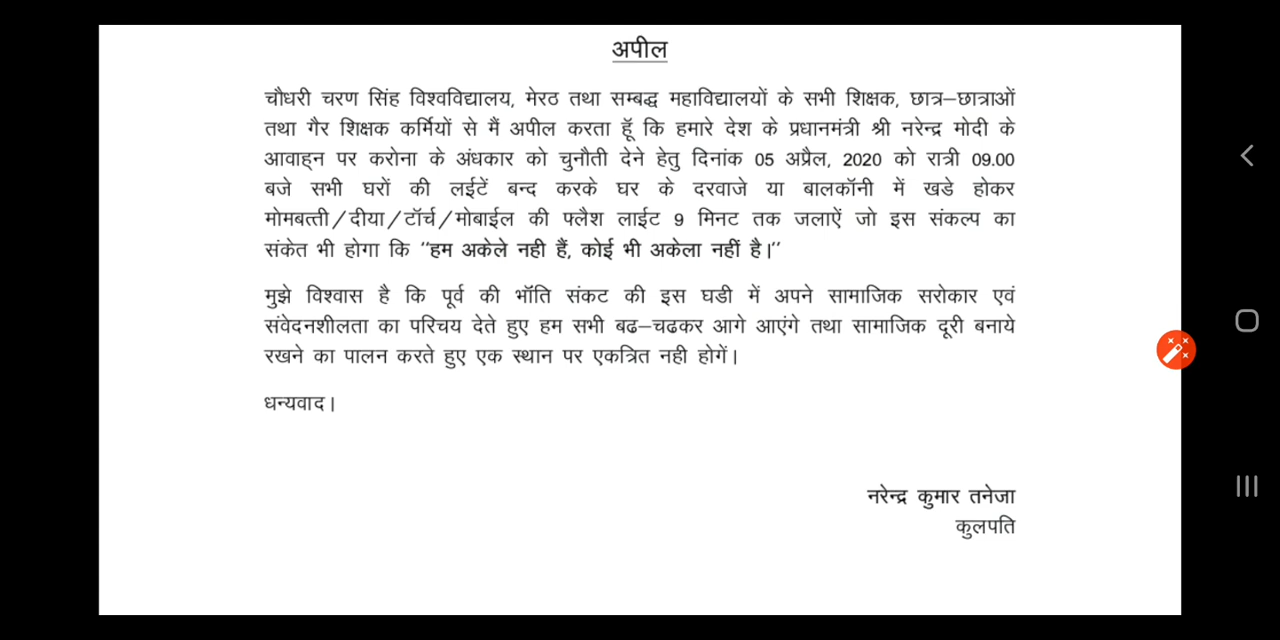 अपील
चौधरी चरण सिंह विश्वविद्यालय, मेरठ तथा सम्बद्ध महाविद्यालयों के सभी शिक्षक, छात्र–छात्राओं
तथा गैर शिक्षक कर्मियों से मैं अपील करता हूॅं कि हमारे देश के प्रधानमंत्री श्री नरेन्द्र मोदी के
आवाह्न पर करोना के अंधकार को चुनौती देने हेतु दिनांक 05 अप्रैल, 2020 को रात्री 09.00
बजे सभी घरों की लईटें बन्द करके घर के दरवाजे या बालकॉनी में खडे होकर
मोमबत्ती/दीया/टॉर्च/मोबाईल की फ्लैश लाईट 9 मिनट तक जलाऐं जो इस संकल्प का
संकेत भी होगा कि “हम अकेले नही हैं, कोई भी अकेला नहीं है।”
मुझे विश्वास है कि पूर्व की भॉति संकट की इस घडी में अपने सामाजिक सरोकार एवं
संवेदनशीलता का परिचय देते हुए हम सभी बढ–चढकर आगे आएंगे तथा सामाजिक दूरी बनाये
रखने का पालन करते हुए एक स्थान पर एकत्रित नही होगें।
धन्यवाद।
नरेन्द्र कुमार तनेजा
कुलपति